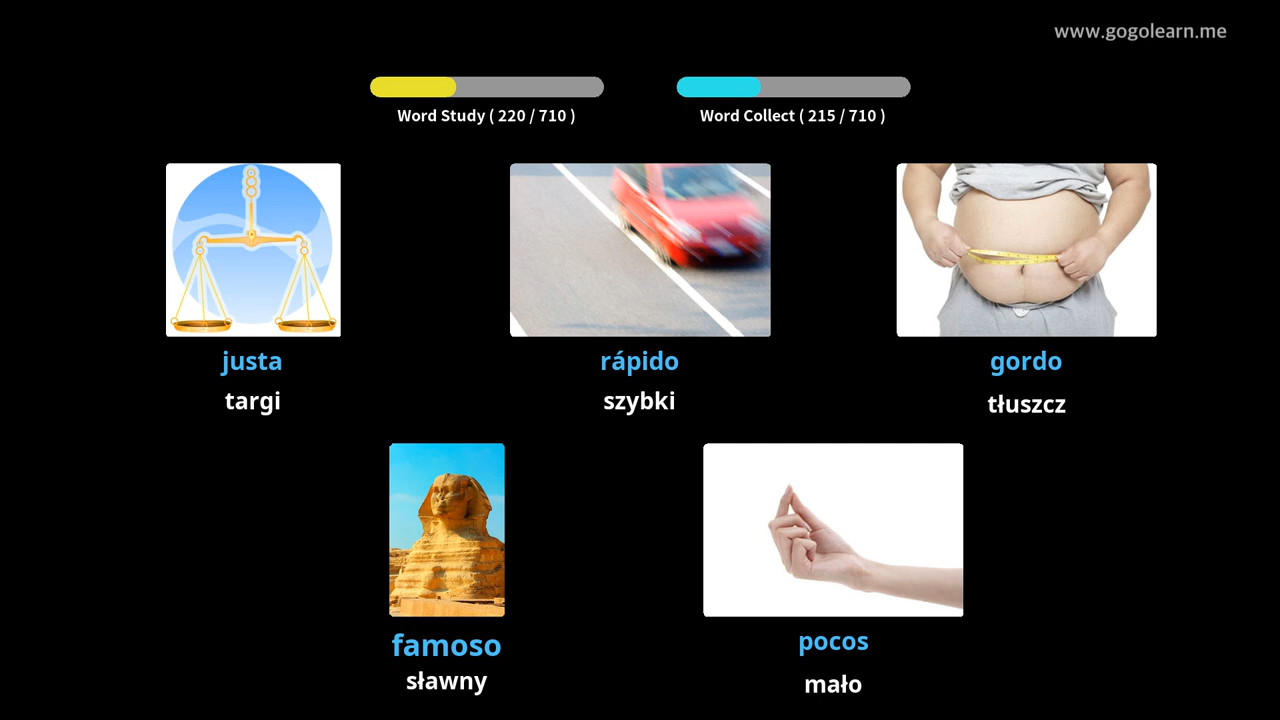 www.gogolearn.me
Word Study ( 220 / 710 )
Word Collect ( 215 / 710 )
justa
targi
rápido
szybki
gordo
tłuszcz
famoso
sławny
pocos
mało